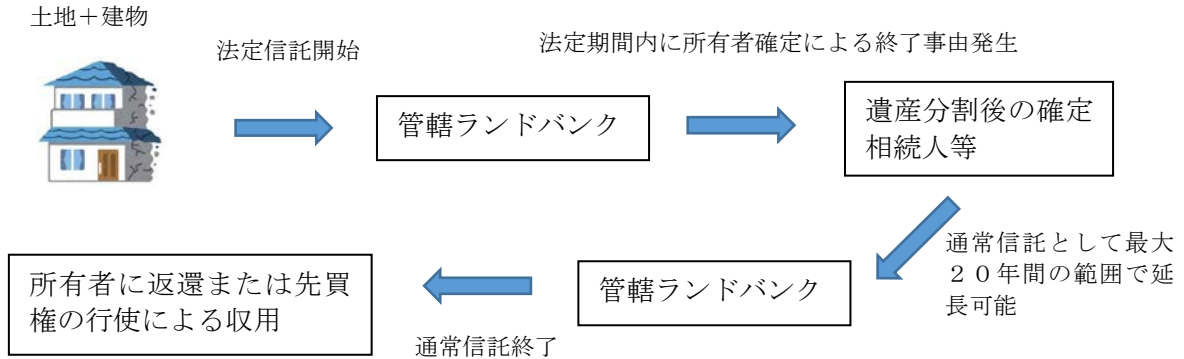 土地＋建物
法定信託開始
法定期間内に所有者確定による終了事由発生
管轄ランドバンク
遺産分割後の確定
相続人等
通常信託として最大
２０年間の範囲で延
長可能
管轄ランドバンク
所有者に返還または先買
権の行使による収用
通常信託終了